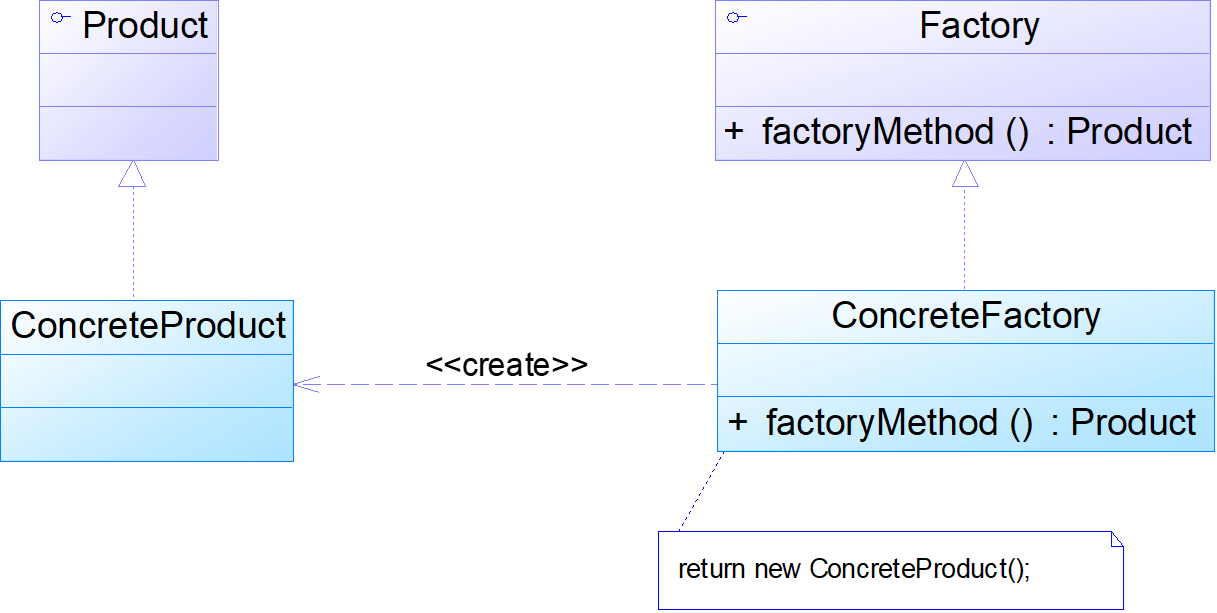 Product
Factory
+ factoryMethod () : Product
ConcreteProduct
<<create>>
ConcreteFactory
+ factoryMethod () : Product
return new ConcreteProduct();